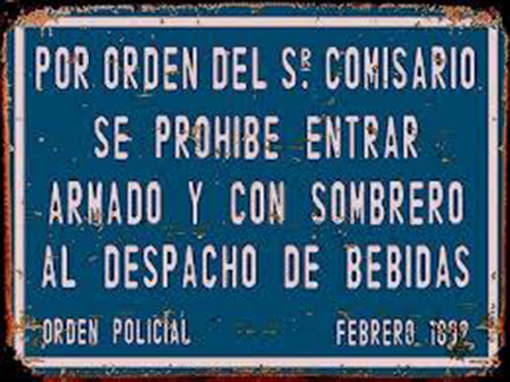 POR ORDEN DEL SR COMISARIO
SE PROHIBE ENTRAR
ARMADO Y CON SOMBRERO
AL DESPACHO DE BEBIDAS
ORDEN POLICIAL
FEBRERO